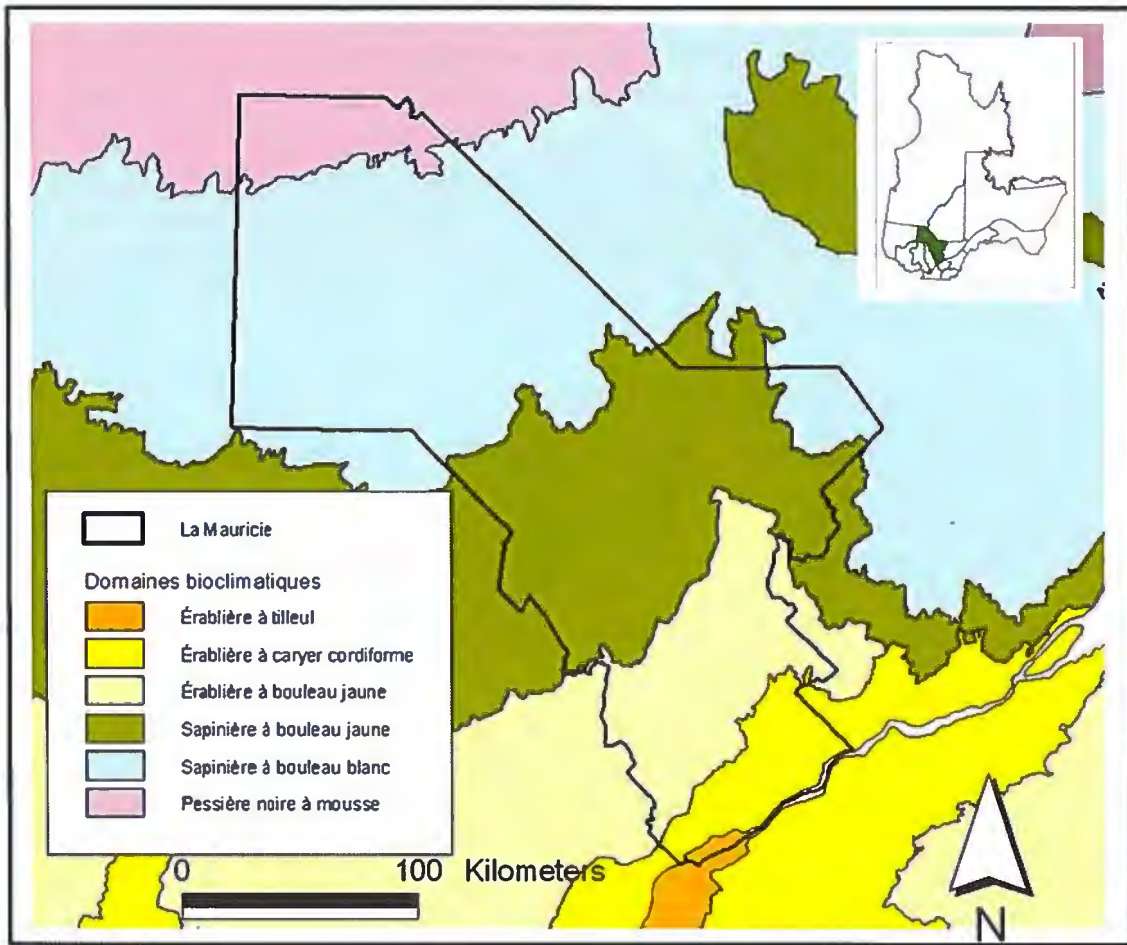 La Mauricie
Domaines bioclimatiques
Érablière à tilleul
Érablière à caryer cordiforme
Érablière à bouleau jaune
Sapinière à bouleau jaune
Sapinière à bouleau blanc
Pessière noire à mousse
0 100 Kilometers
N